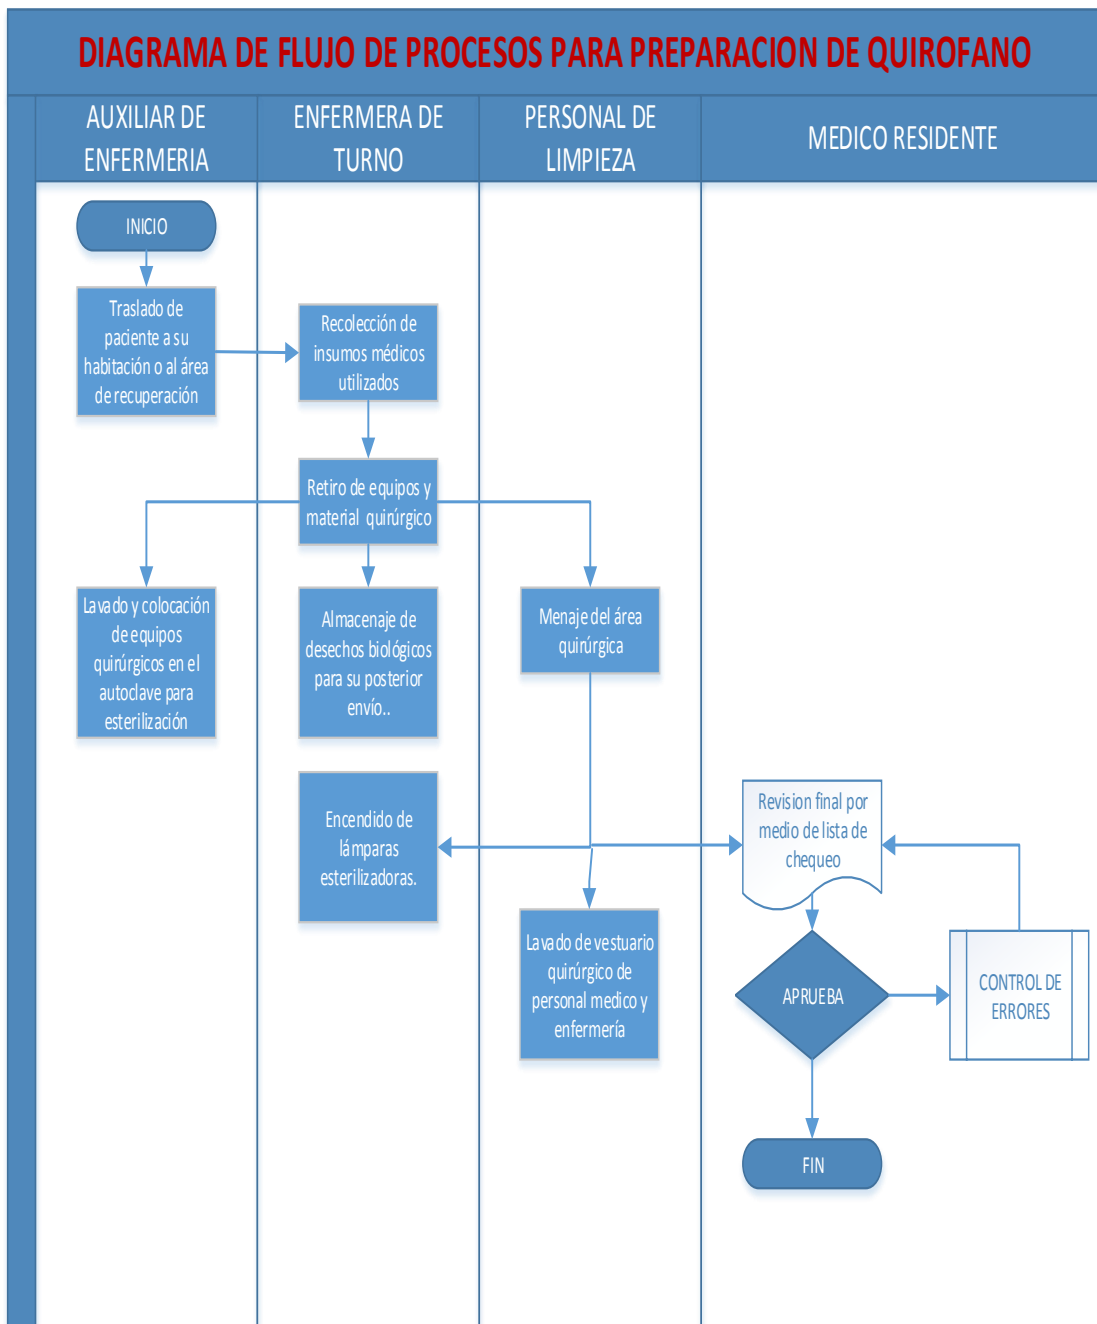 DIAGRAMA DE FLUJO DE PROCESOS PARA PREPARACION DE QUIROFANO
AUXILIAR DE
ENFERMERIA
ENFERMERA DE
TURNO
PERSONAL DE
LIMPIEZA
MEDICO RESIDENTE
INICIO
Traslado de
paciente a su
habitación o al área
de recuperación
Recolección de
insumos médicos
utilizados
Retiro de equipos y
material quirúrgico
Lavado y colocación
de equipos
quirúrgicos en el
autoclave para
esterilización
Almacenaje de
desechos biológicos
para su posterior
envío..
Menaje del área
quirúrgica
Encendido de
lámparas
esterilizadoras.
Revision final por
medio de lista de
chequeo
Lavado de vestuario
quirúrgico de
personal medico y
enfermería
APRUEBA
CONTROL DE
ERRORES
FIN